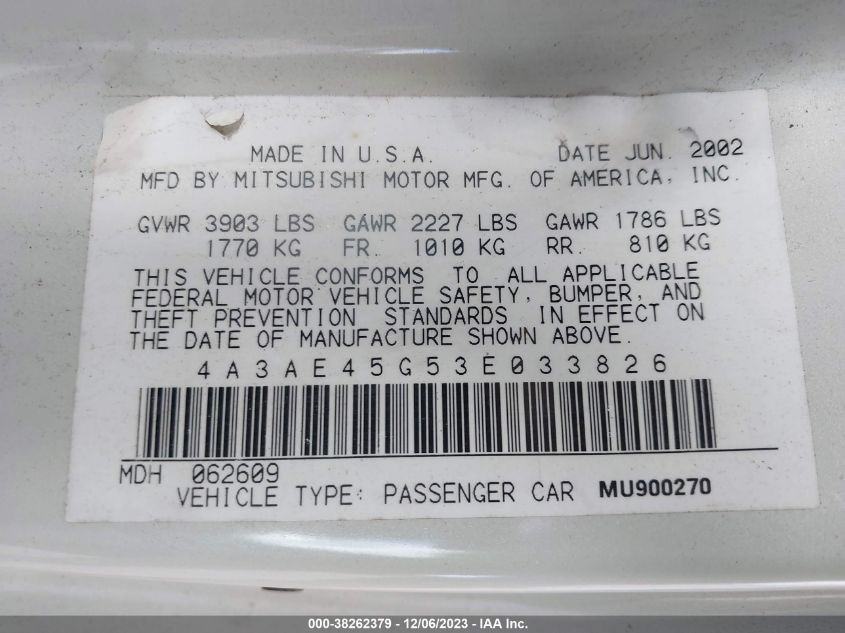 MADE IN U.S.A. DATE JUN. 2002
MFD BY MITSUBISHI MOTOR MFG. OF AMERICA, INC.
GVWR 3903 LBS GAWR 2227 LBS GAWR 1786 LBS
1770 KG FR. 1010 KG RR. 810 KG
THIS VEHICLE CONFORMS TO ALL APPLICABLE
FEDERAL MOTOR VEHICLE SAFETY, BUMPER, AND
THEFT PREVENTION STANDARDS IN EFFECT ON
THE DATE OF MANUFACTURE SHOWN ABOVE.
4A3AE45G53E033826
MDH 062609
VEHICLE TYPE: PASSENGER CAR MU900270
000-38262379 - 12/06/2023 - IAA Inc.